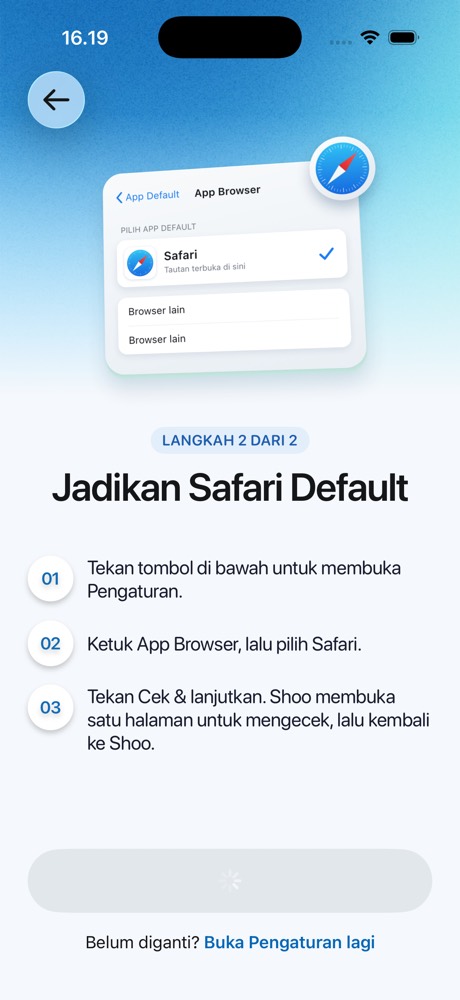 16.19
App Default
App Browser
PILIH APP DEFAULT
Safari
Tautan terbuka di sini
Browser lain
Browser lain
LANGKAH 2 DARI 2
Jadikan Safari Default
01
Tekan tombol di bawah untuk membuka
Pengaturan.
02
Ketuk App Browser, lalu pilih Safari.
03
Tekan Cek & lanjutkan. Shoo membuka
satu halaman untuk mengecek, lalu kembali
ke Shoo.
Belum diganti? Buka Pengaturan lagi